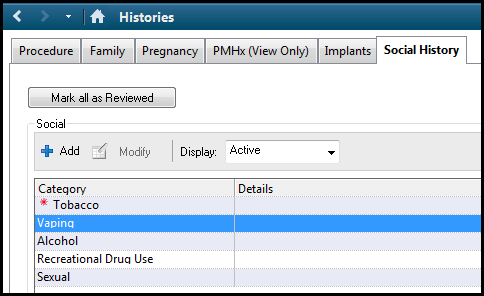 Histories
Procedure Family Pregnancy PMHx (View Only) Implants Social History
Mark all as Reviewed
Social
Add Modify Display: Active
Category Details
* Tobacco
Vaping
Alcohol
Recreational Drug Use
Sexual